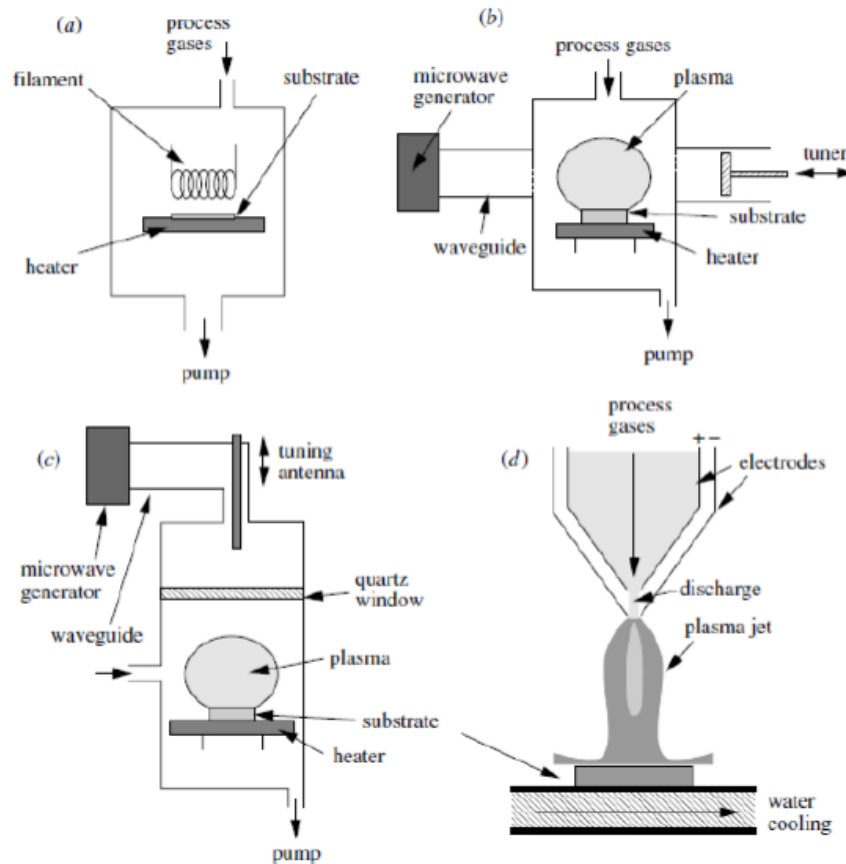 (a)
process
gases
filament
substrate
heater
pump
(b)
process gases
microwave
generator
plasma
tuner
waveguide
substrate
heater
pump
(c)
tuning
antenna
microwave
generator
waveguide
quartz
window
plasma
substrate
heater
pump
process
gases
(d)
+ -
electrodes
discharge
plasma jet
water
cooling